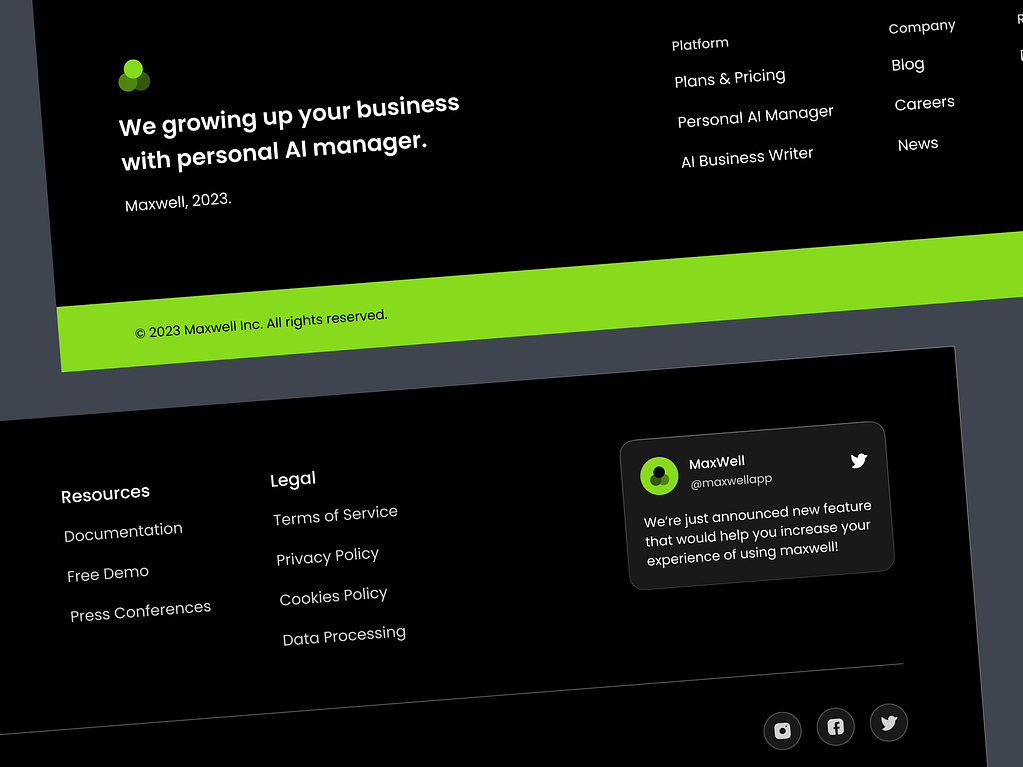 We growing up your business
with personal AI manager.
Maxwell, 2023.
Platform
Plans & Pricing
Personal AI Manager
AI Business Writer
Company
Blog
Careers
News
© 2023 Maxwell Inc. All rights reserved.
Resources
Documentation
Free Demo
Press Conferences
Legal
Terms of Service
Privacy Policy
Cookies Policy
Data Processing
MaxWell
@maxwellapp
We’re just announced new feature
that would help you increase your
experience of using maxwell!